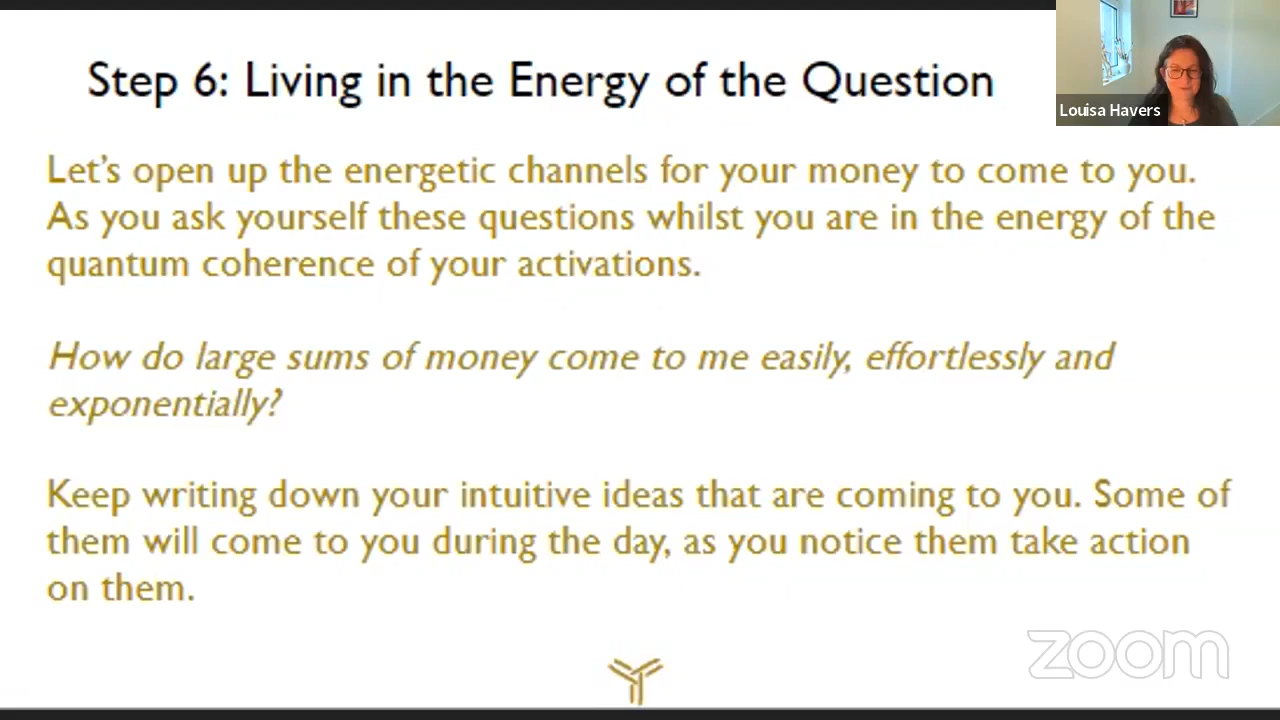 Step 6: Living in the Energy of the Question
Louisa Havers
Let's open up the energetic channels for your money to come to you.
As you ask yourself these questions whilst you are in the energy of the
quantum coherence of your activations.
How do large sums of money come to me easily, effortlessly and
exponentially?
Keep writing down your intuitive ideas that are coming to you. Some of
them will come to you during the day, as you notice them take action
on them.
zoom